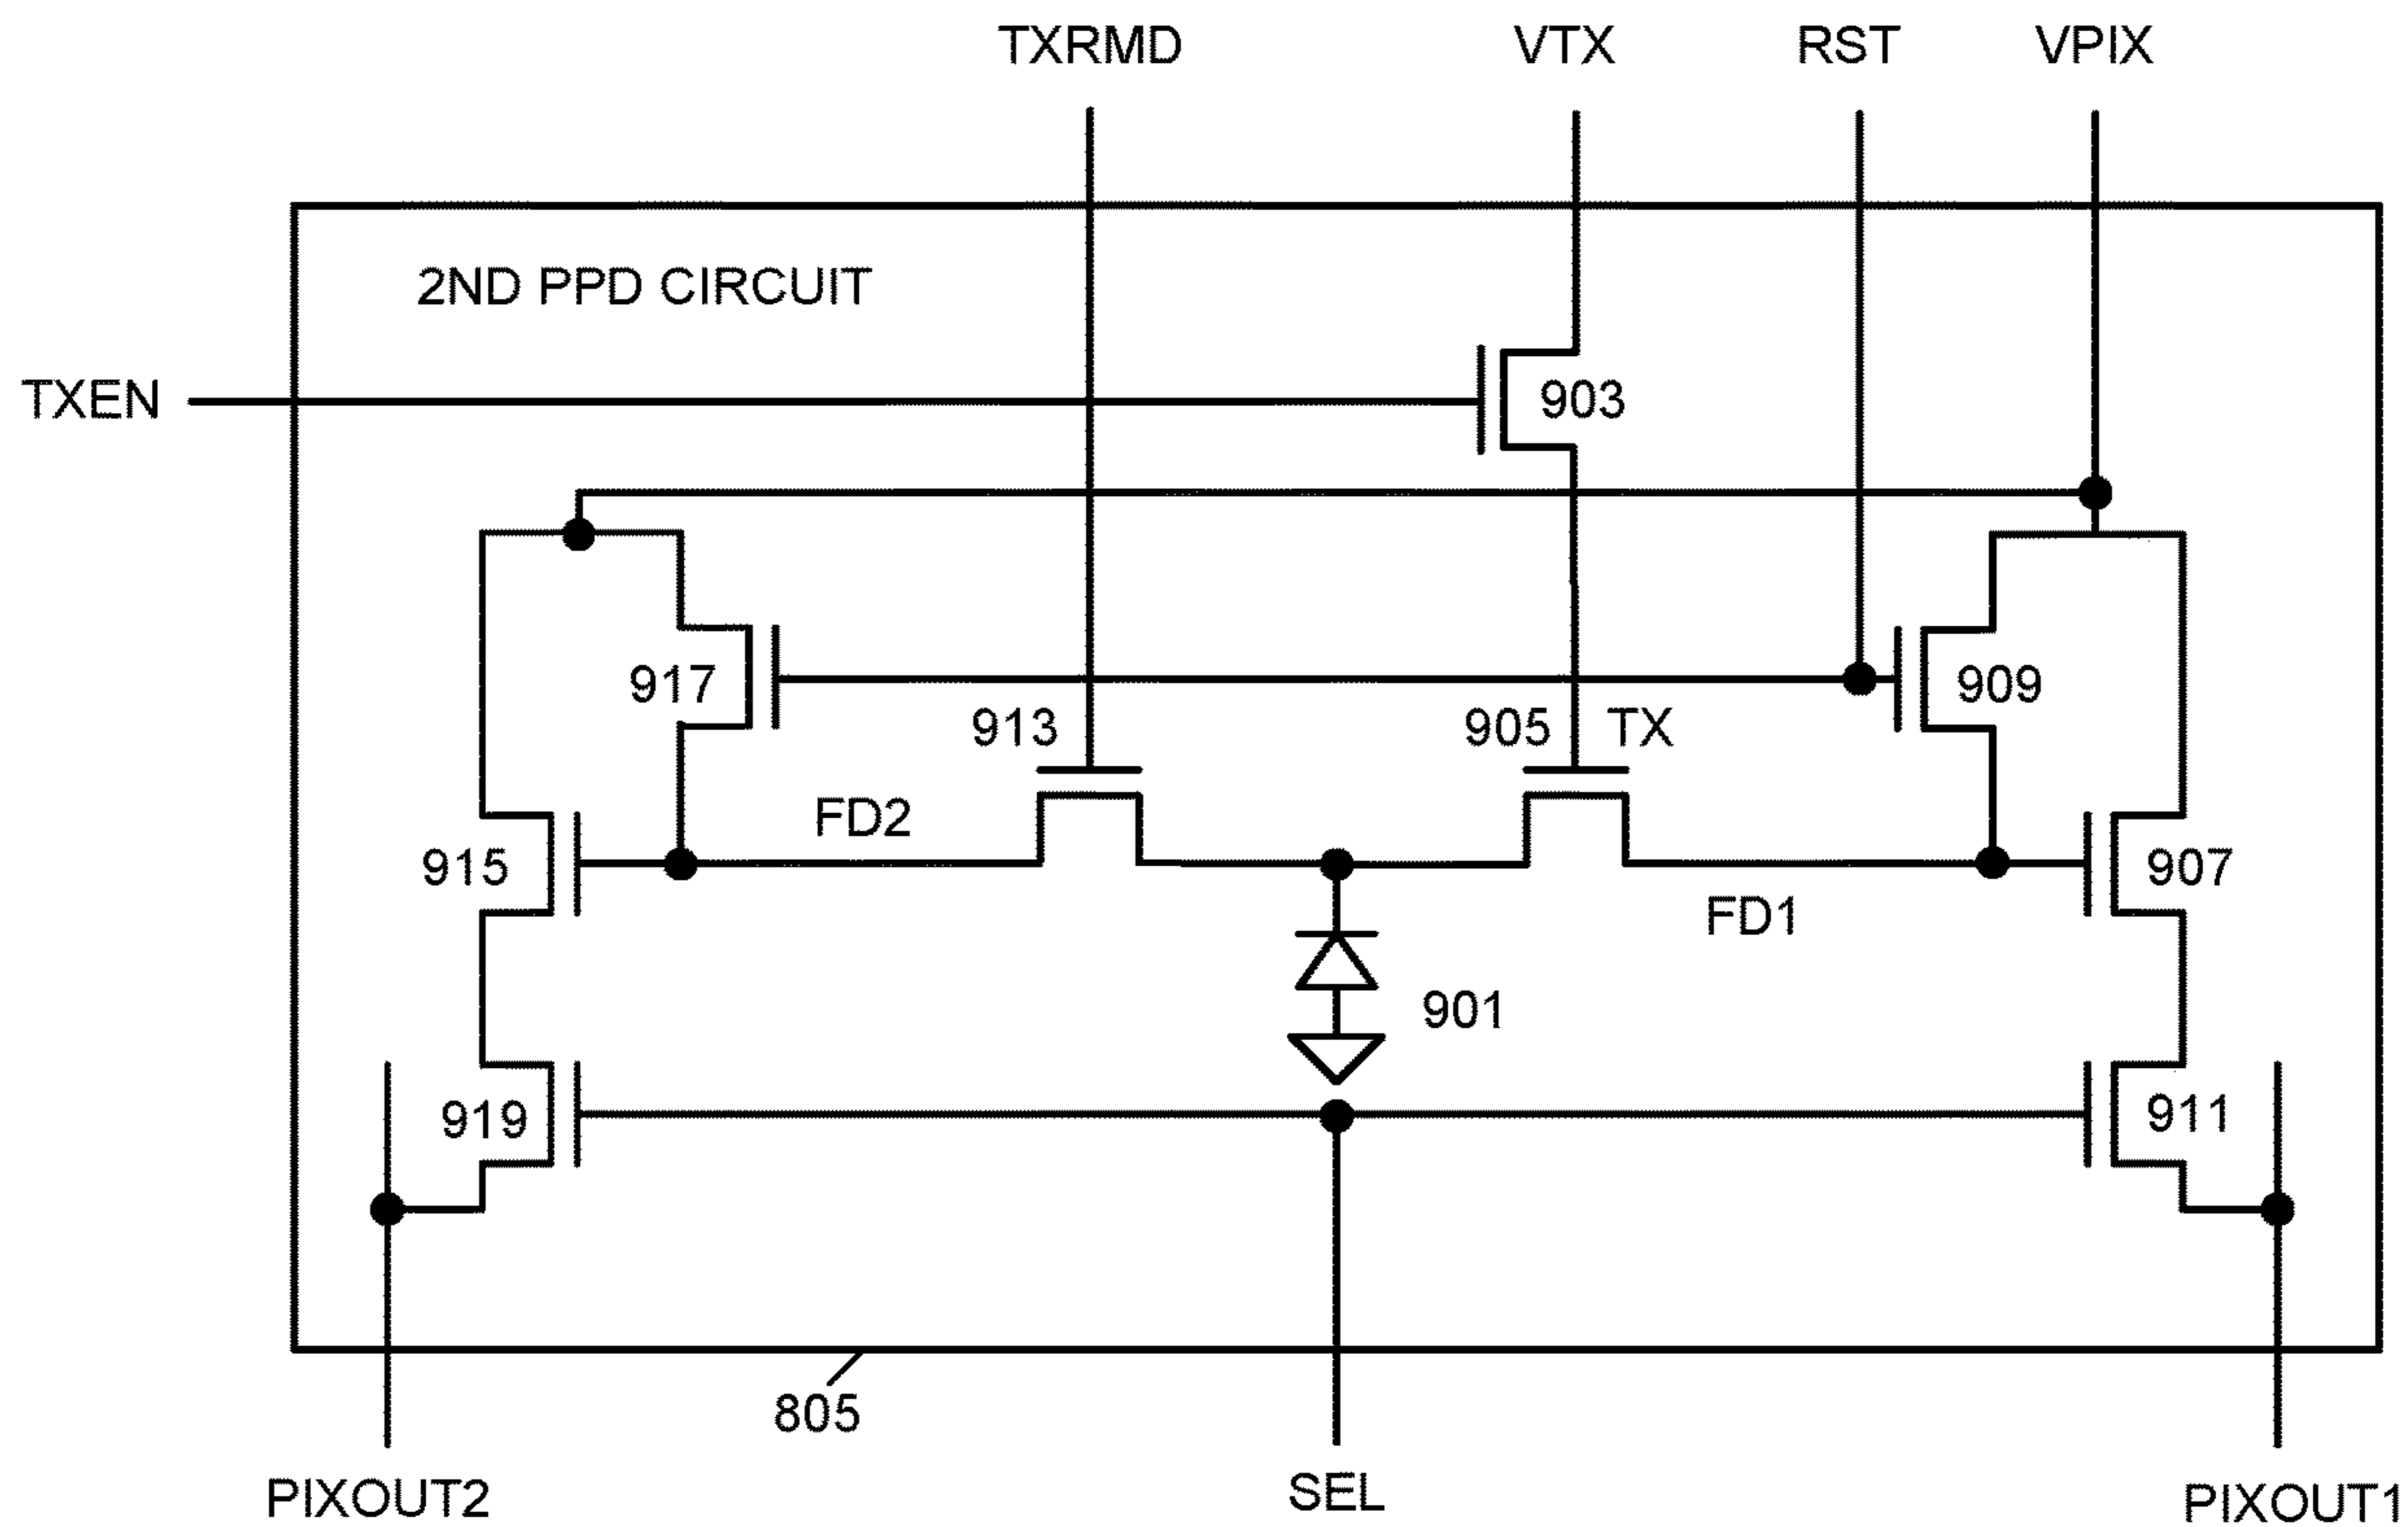 TXRMD VTX RST VPIX
2ND PPD CIRCUIT
TXEN
903
917
913
905
TX
909
FD2
915
907
FD1
901
919
911
805
PIXOUT2
SEL
PIXOUT1